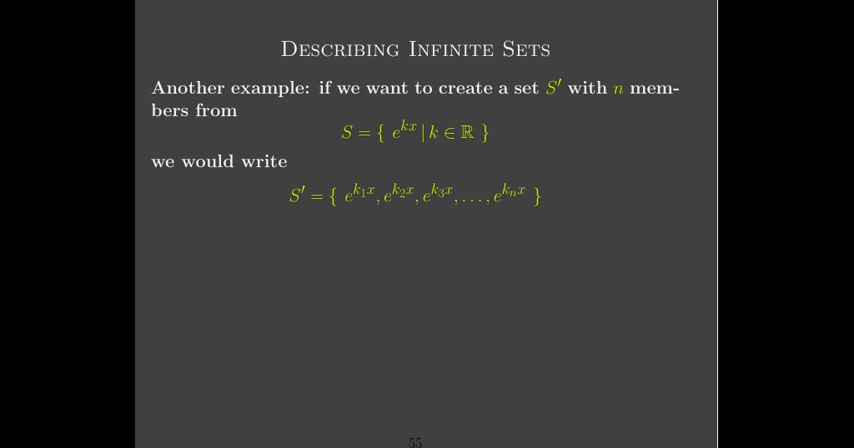 Describing Infinite Sets
Another example: if we want to create a set S′ with n mem-
bers from
S = { e^{kx} | k ∈ ℝ }
we would write
S′ = { e^{k₁x}, e^{k₂x}, e^{k₃x}, . . . , e^{kₙx} }
55